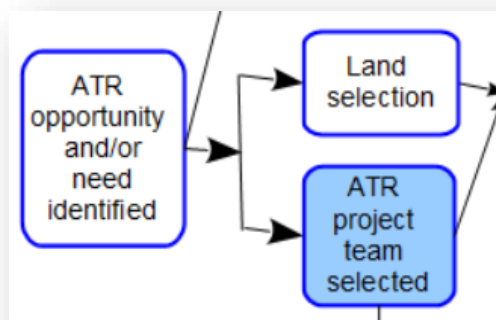 ATR
opportunity
and/or
need
identified
Land
selection
ATR
project
team
selected